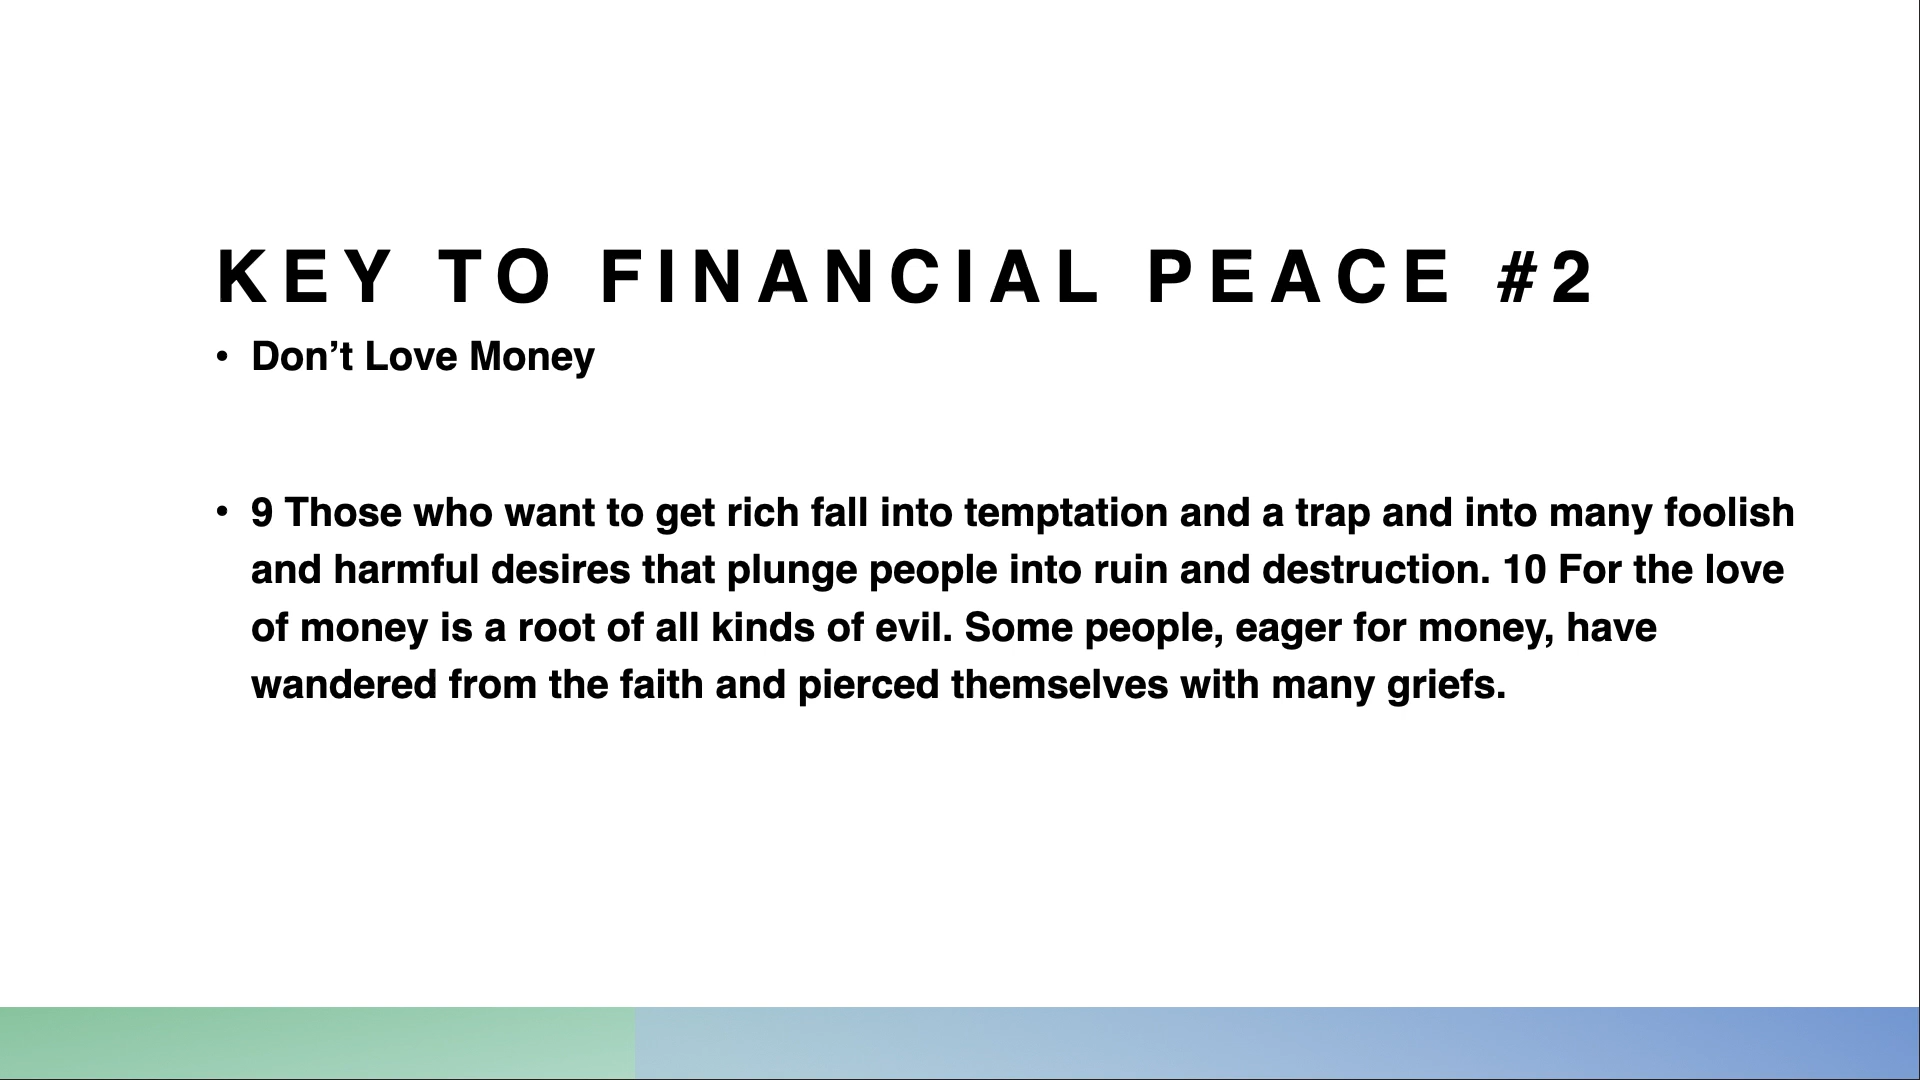 KEY TO FINANCIAL PEACE #2
• Don’t Love Money
• 9 Those who want to get rich fall into temptation and a trap and into many foolish
and harmful desires that plunge people into ruin and destruction. 10 For the love
of money is a root of all kinds of evil. Some people, eager for money, have
wandered from the faith and pierced themselves with many griefs.